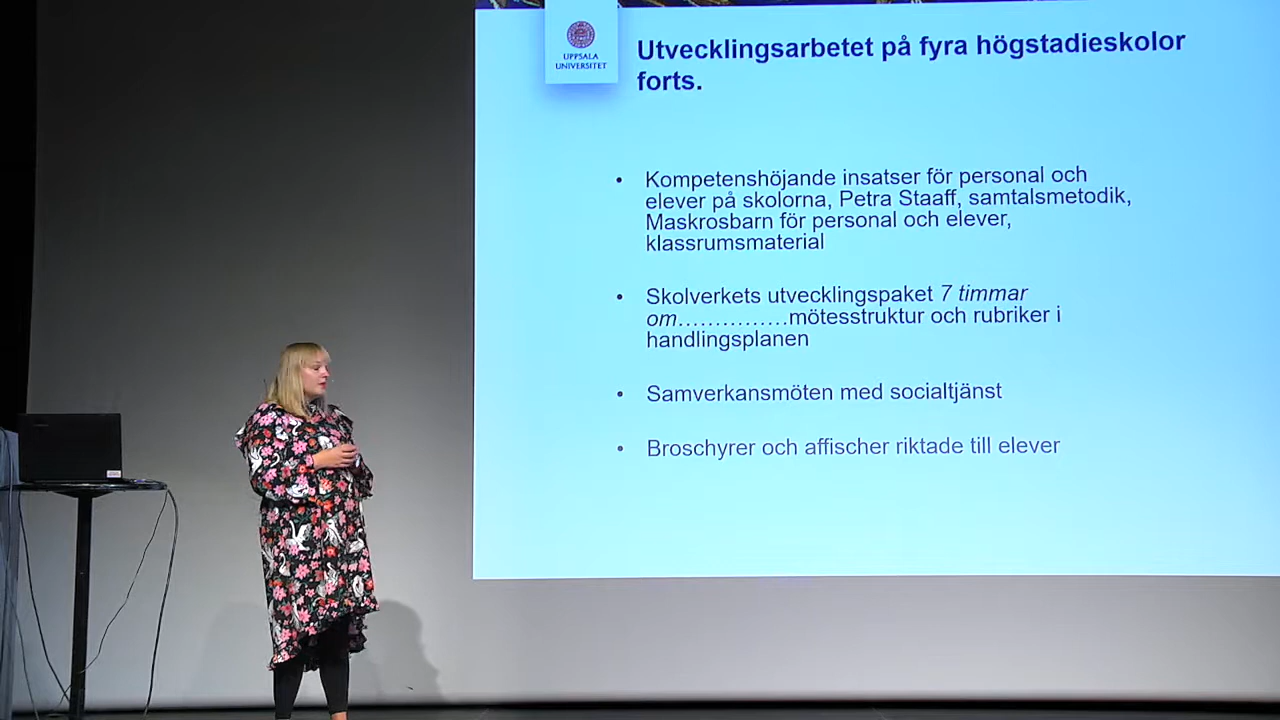 UPPSALA
UNIVERSITET
Utvecklingsarbetet på fyra högstadieskolor
forts.
• Kompetenshöjande insatser för personal och
elever på skolorna, Petra Staaff, samtalsmetodik,
Maskrosbarn för personal och elever,
klassrumsmaterial
• Skolverkets utvecklingspaket 7 timmar
om……………mötesstruktur och rubriker i
handlingsplanen
• Samverkansmöten med socialtjänst
• Broschyrer och affischer riktade till elever